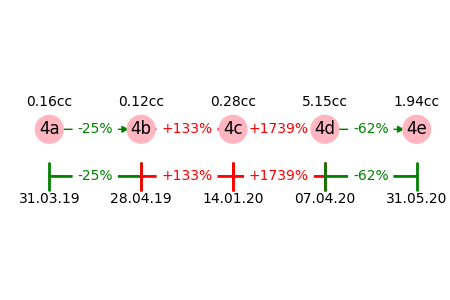 0.16cc 0.12cc 0.28cc 5.15cc 1.94cc
4a -25% 4b +133% 4c +1739% 4d -62% 4e
-25% +133% +1739% -62%
31.03.19 28.04.19 14.01.20 07.04.20 31.05.20